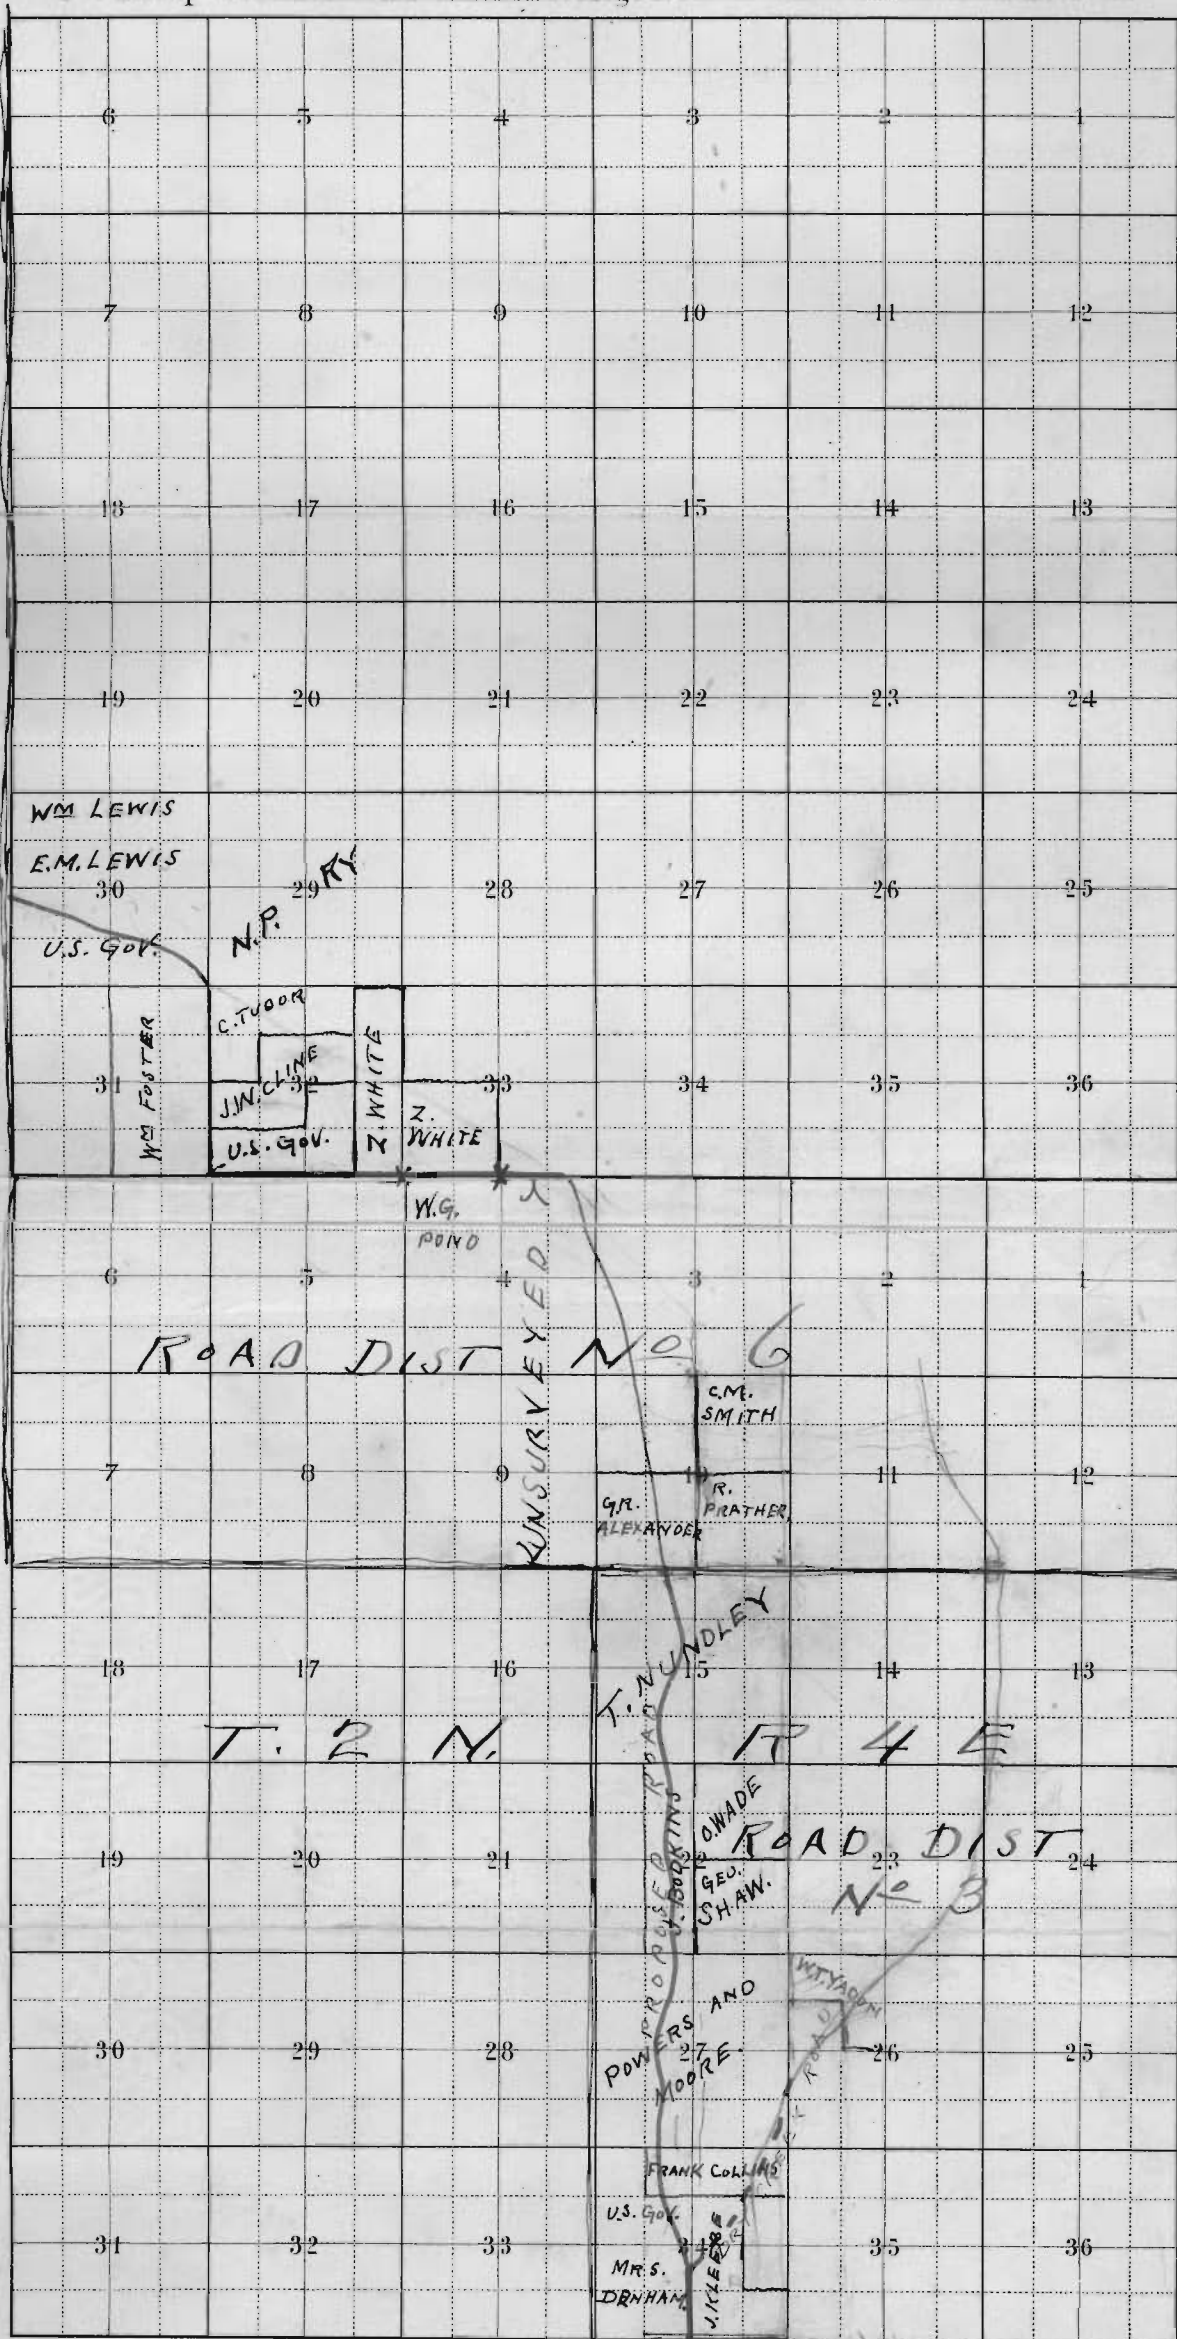 6 5 4 3 2 1
7 8 9 10 11 12
18 17 16 15 14 13
19 20 21 22 23 24
WM LEWIS
E.M. LEWIS
30 29 28 27 26 25
N.P. RY
U.S. GOV.
C. TUDOR
WM FOSTER
Z. WHITE
31 32 33 34 35 36
J.W. CLINE
Z.
WHITE
U.S. GOV.
W.G.
POND
6 5 4 3 2 1
UNSURVEYED
ROAD DIST No 6
C.M.
SMITH
7 8 9 10 11 12
G.R.
ALEXANDER
R.
PRATHER
T. NUNDLEY
18 17 16 15 14 13
T. 2 N. R 4 E
PROPOSED ROAD
J. BODKINS
O. WADE
ROAD DIST
No 3
19 20 21 22 23 24
GEO.
SHAW.
W.T. YACOM
POWERS AND
MOORE
30 29 28 27 26 25
ROAD
FRANK COLLINS
U.S. GOV.
31 32 33 34 35 36
J. KLEEBE
MRS.
DENHAM